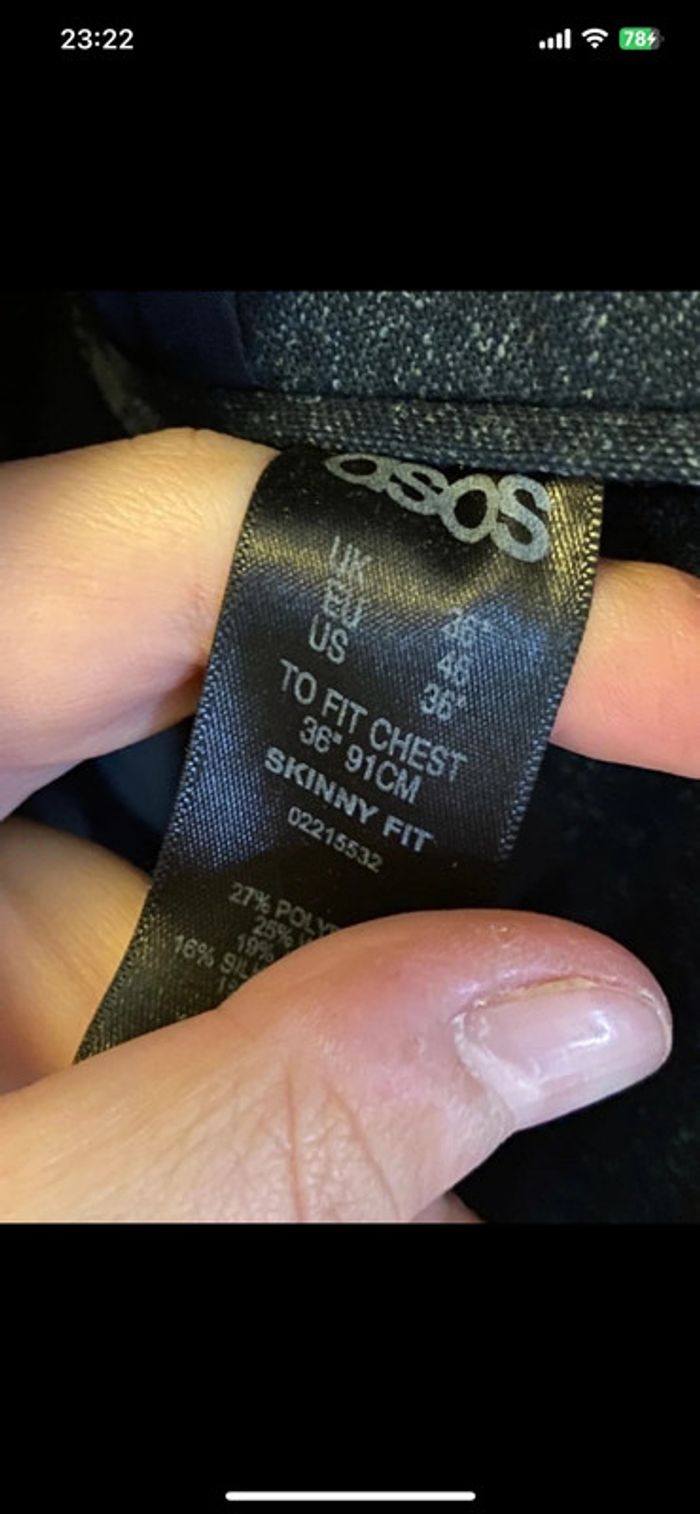 23:22
78
asos
UK 36"
EU 46
US 36"
TO FIT CHEST
36" 91CM
SKINNY FIT
02215532
27%
25%
19%
16%